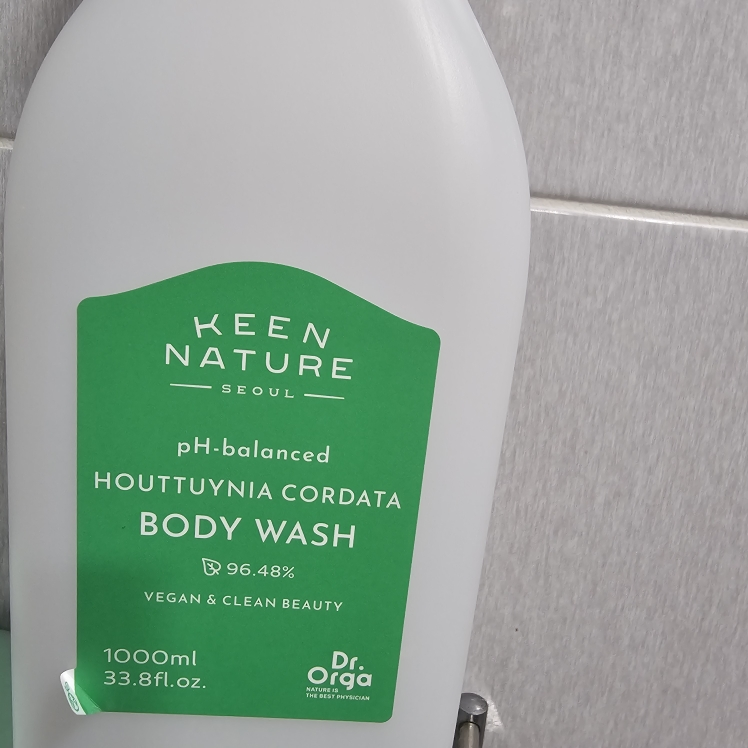 KEEN
NATURE
SEOUL
pH-balanced
HOUTTUYNIA CORDATA
BODY WASH
96.48%
VEGAN & CLEAN BEAUTY
1000ml
33.8fl.oz.
Dr.
Orga
NATURE IS
THE BEST PHYSICIAN